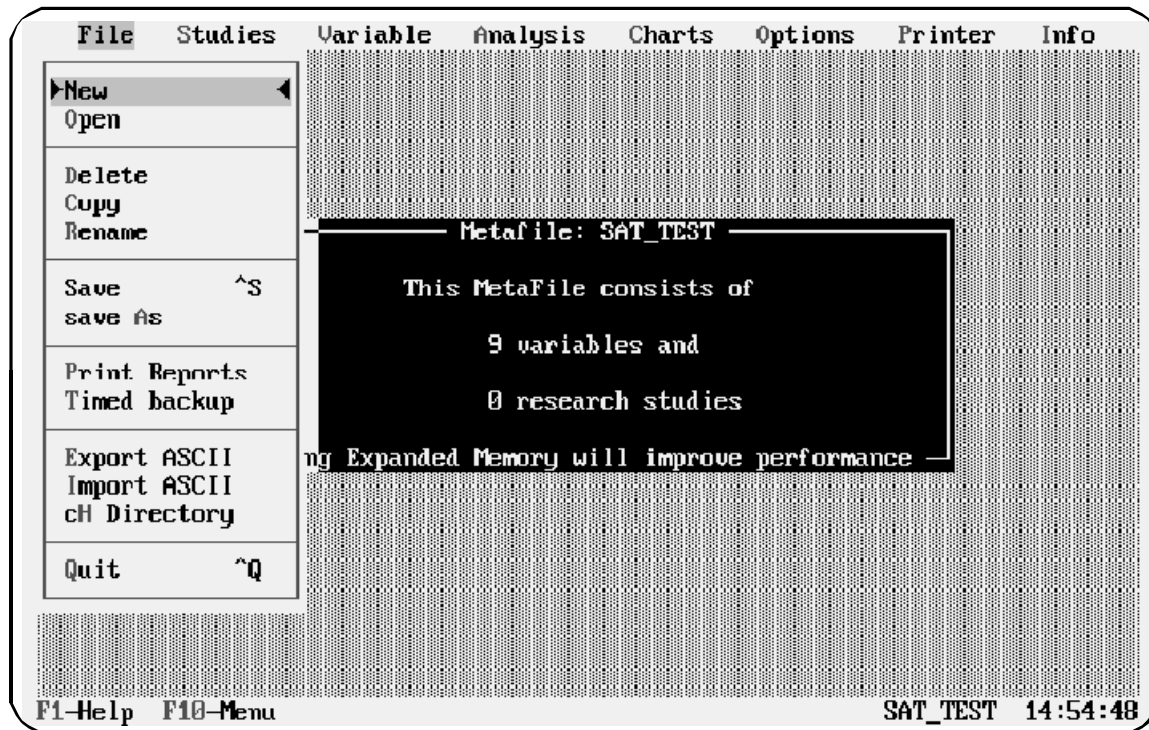 File Studies Variable Analysis Charts Options Printer Info
New
Open
Delete
Copy
Rename
Save ^S
save As
Print Reports
Timed backup
Export ASCII
Import ASCII
cH Directory
Quit ^Q
Metafile: SAT_TEST
This MetaFile consists of
9 variables and
0 research studies
ng Expanded Memory will improve performance
F1-Help F10-Menu SAT_TEST 14:54:48